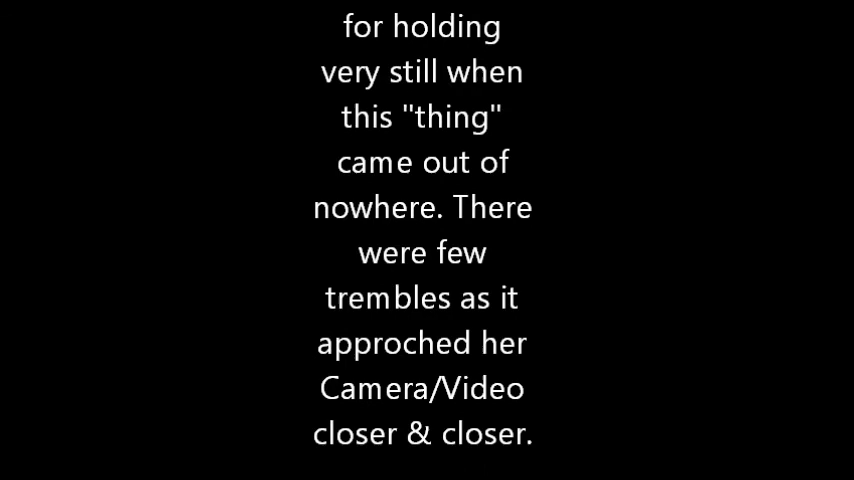 for holding
very still when
this "thing"
came out of
nowhere. There
were few
trembles as it
approched her
Camera/Video
closer & closer.